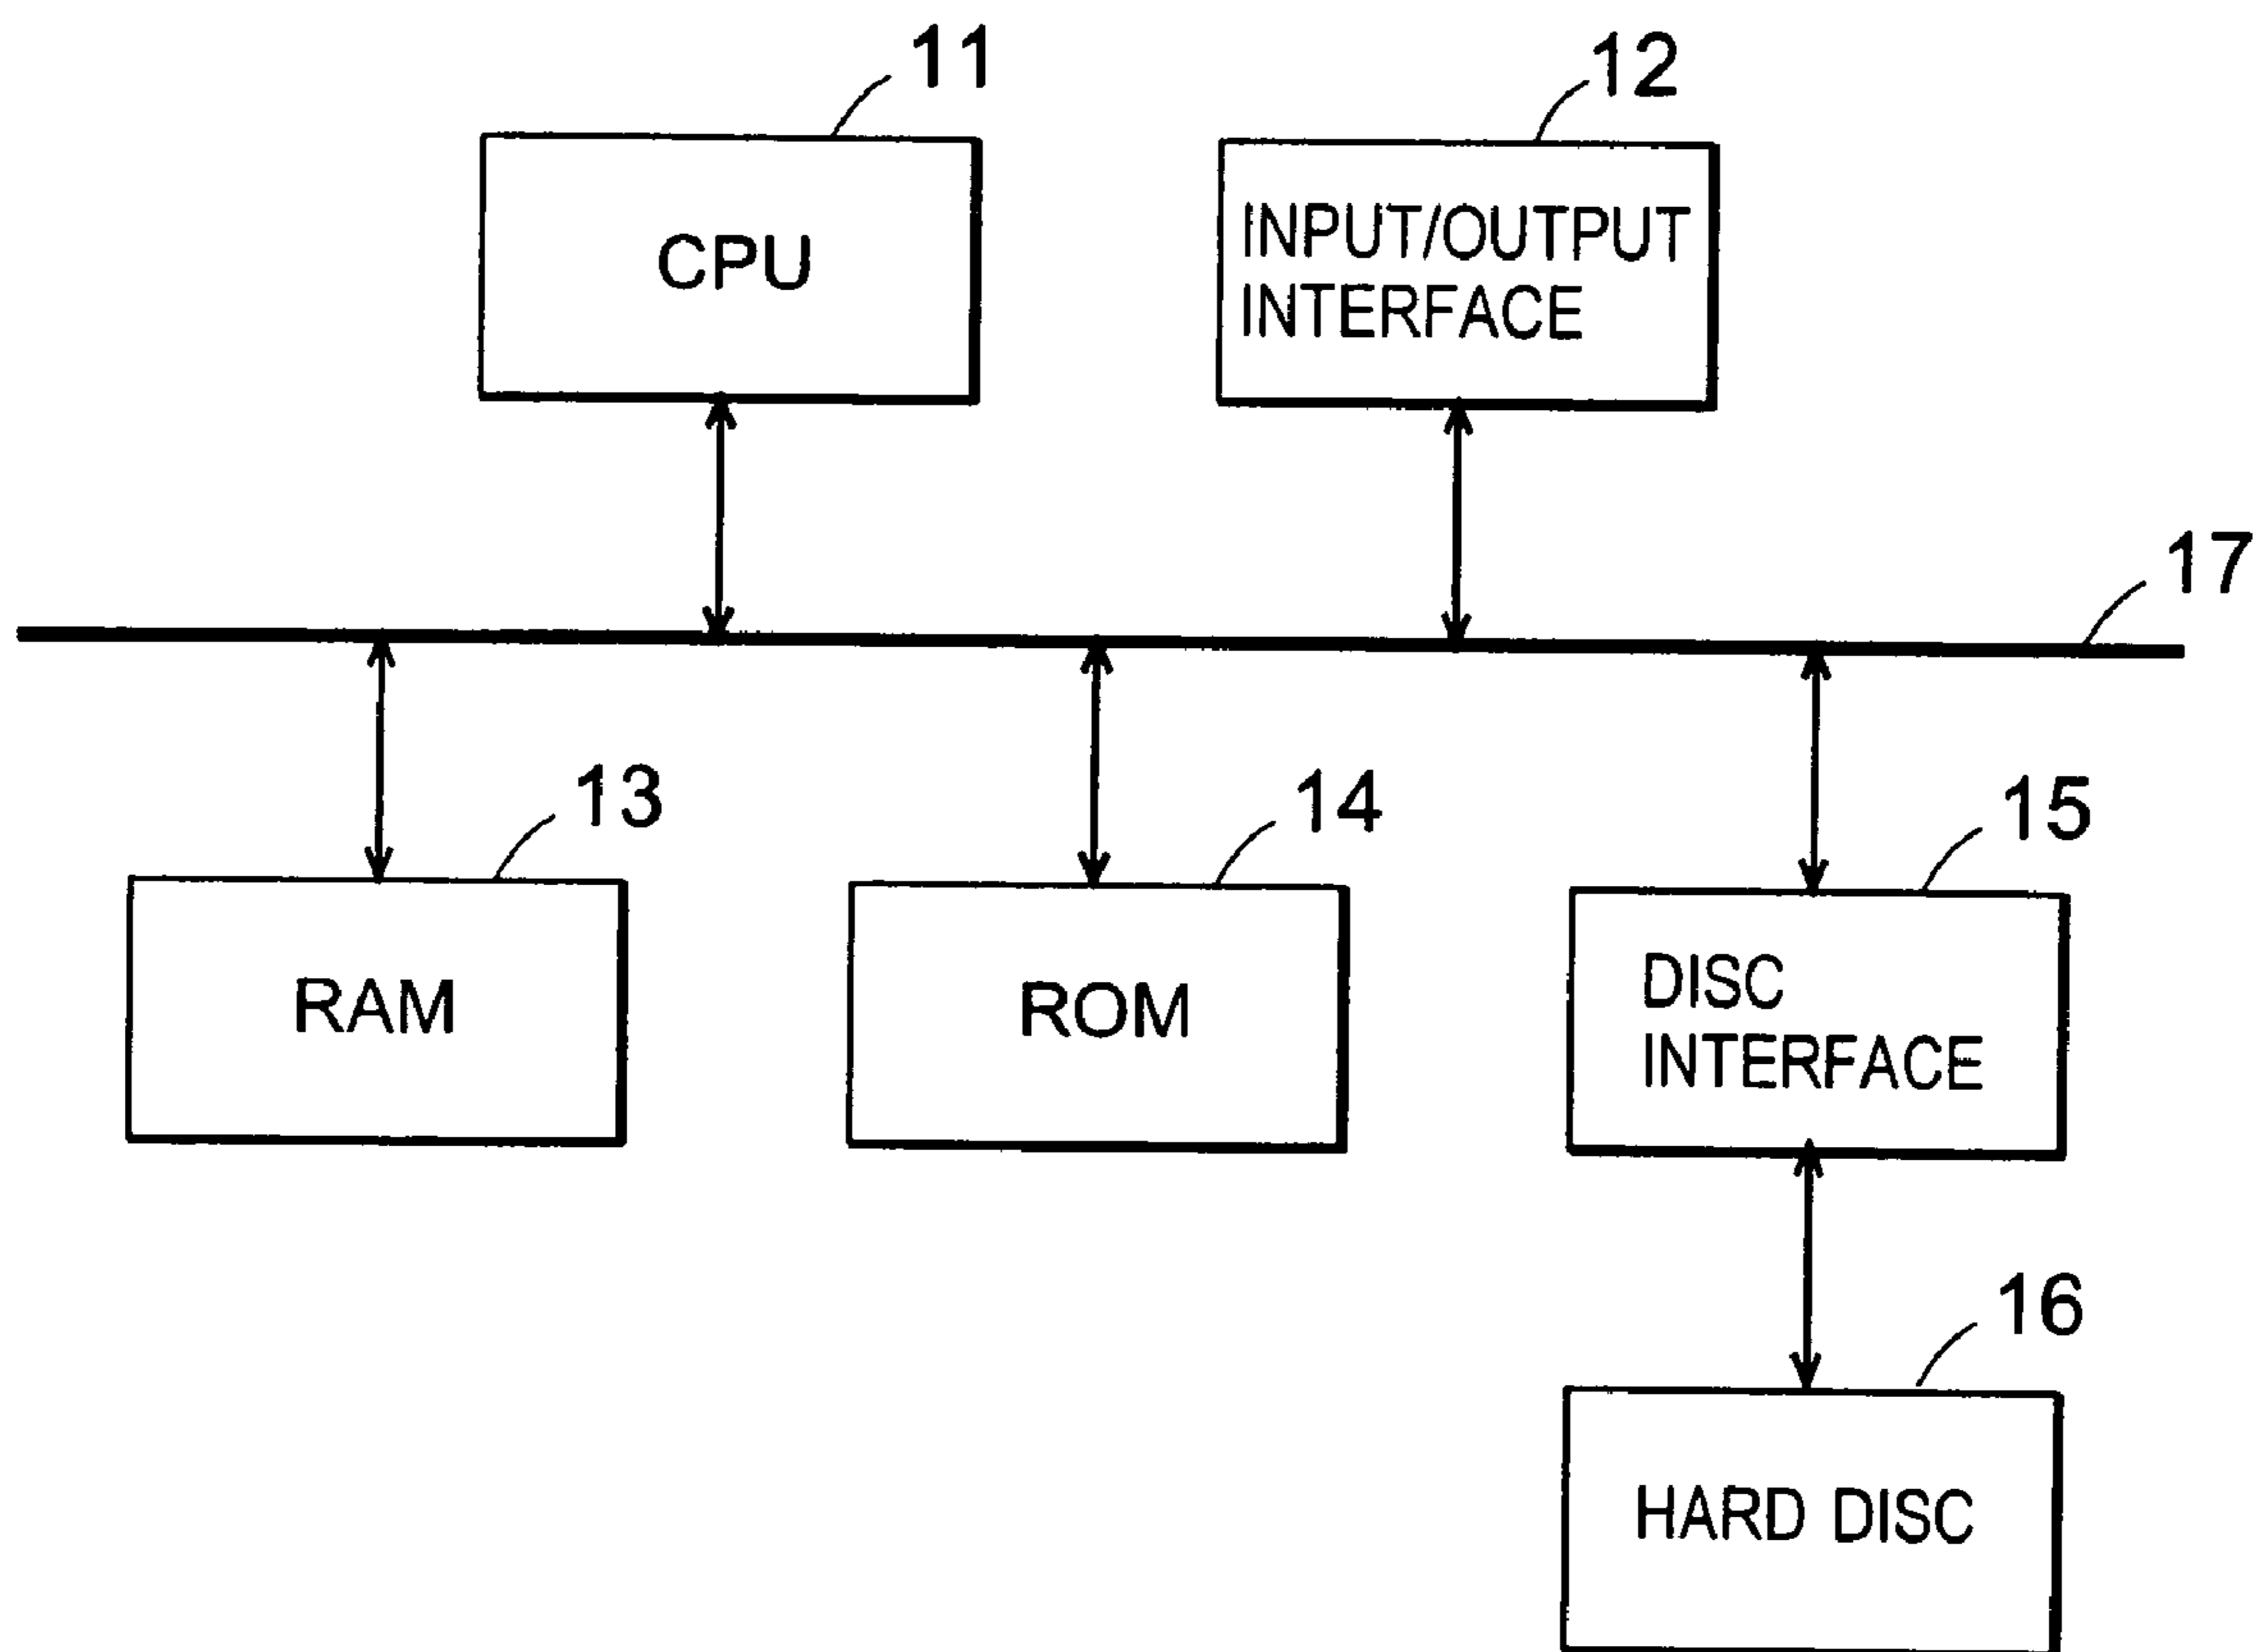 11
12
CPU
INPUT/OUTPUT
INTERFACE
17
13
14
15
RAM
ROM
DISC
INTERFACE
16
HARD DISC